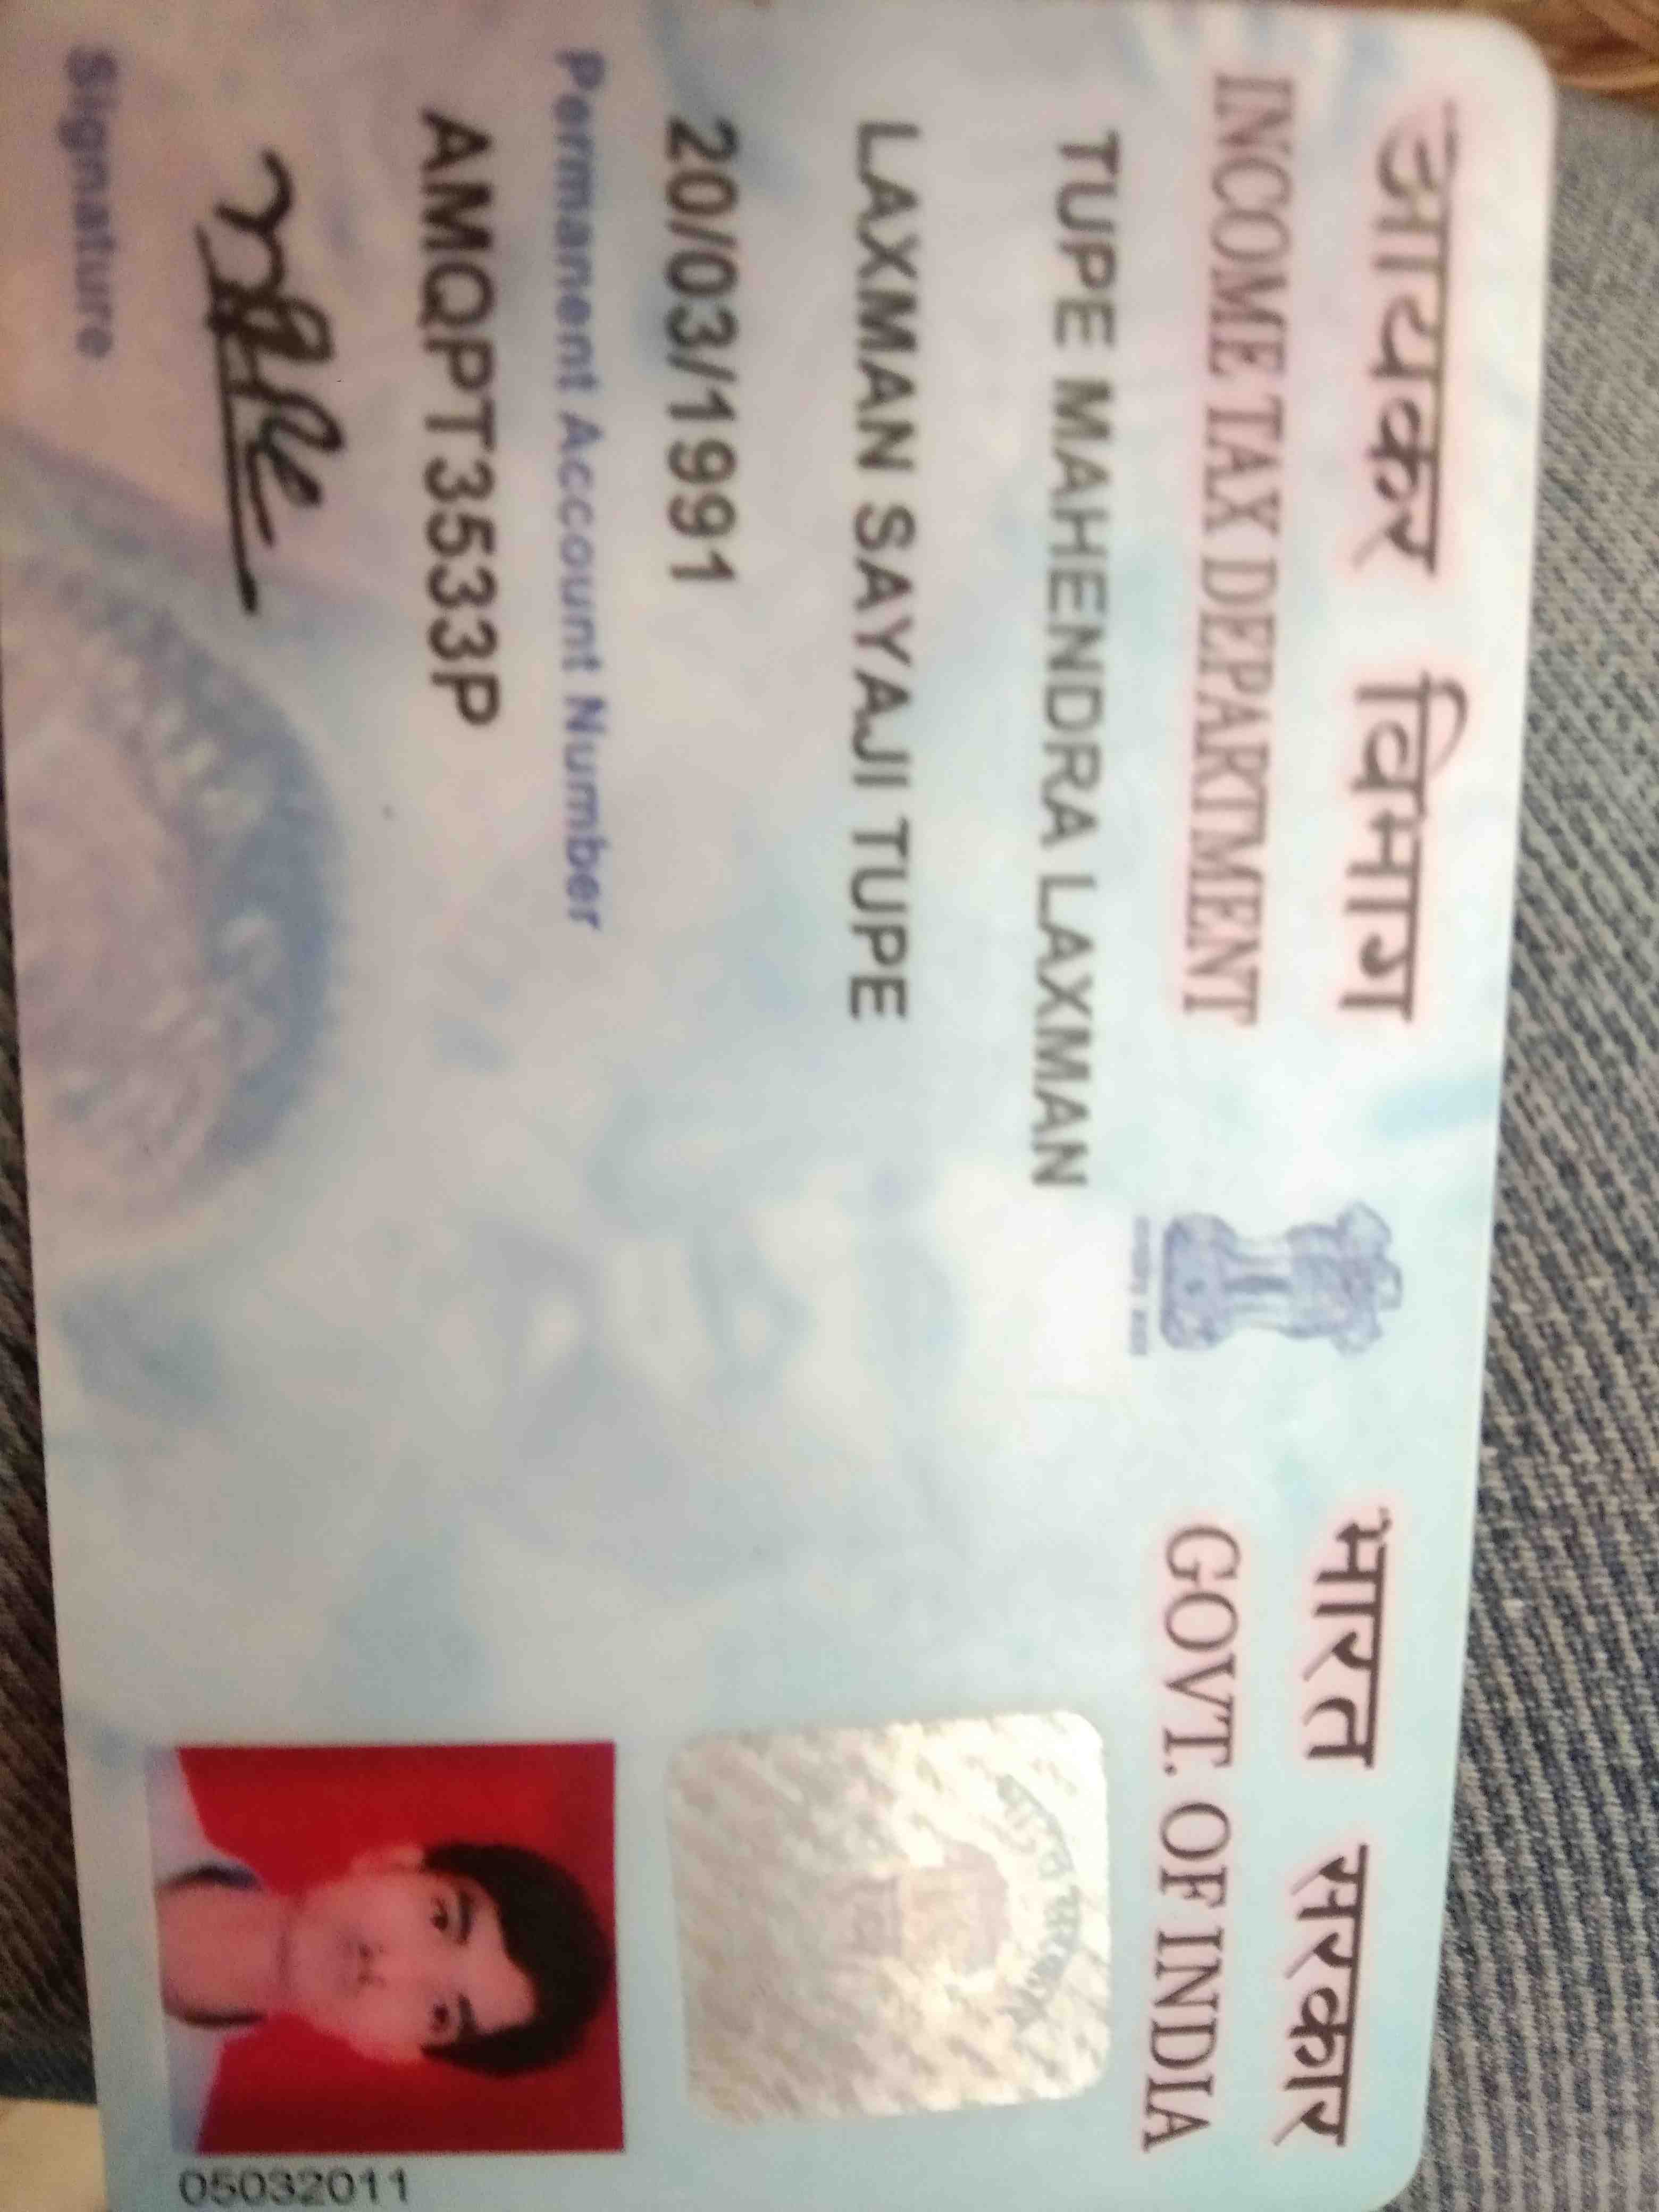 आयकर विभाग
INCOME TAX DEPARTMENT
भारत सरकार
GOVT. OF INDIA
TUPE MAHENDRA LAXMAN
LAXMAN SAYAJI TUPE
20/03/1991
Permanent Account Number
AMQPT3533P
Signature
05032011